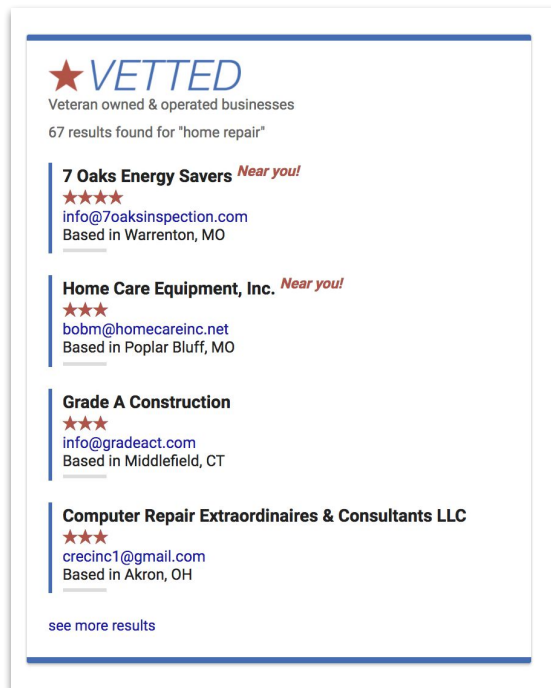 VETTED
Veteran owned & operated businesses
67 results found for "home repair"
7 Oaks Energy Savers Near you!
info@7oaksinspection.com
Based in Warrenton, MO
Home Care Equipment, Inc. Near you!
bobm@homecareinc.net
Based in Poplar Bluff, MO
Grade A Construction
info@gradeact.com
Based in Middlefield, CT
Computer Repair Extraordinaires & Consultants LLC
crecinc1@gmail.com
Based in Akron, OH
see more results